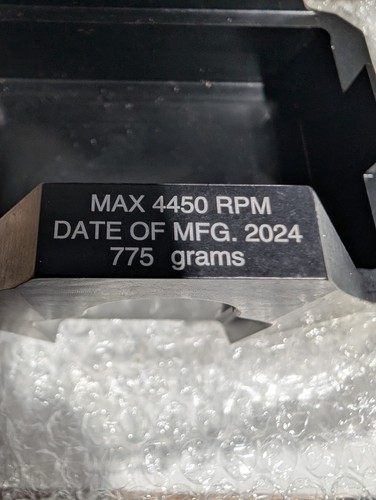 MAX 4450 RPM
DATE OF MFG. 2024
775 grams